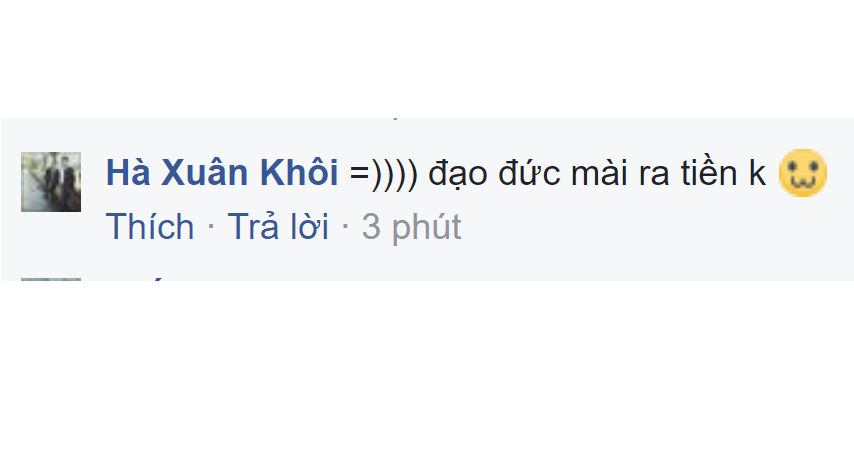 Hà Xuân Khôi =)))) đạo đức mài ra tiền k
Thích · Trả lời · 3 phút